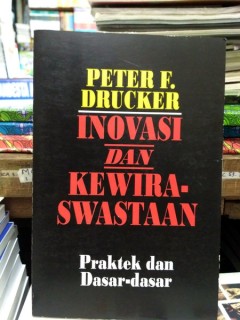 PETER F.
DRUCKER
INOVASI
DAN
KEWIRA-
SWASTAAN
Praktek dan
Dasar-dasar